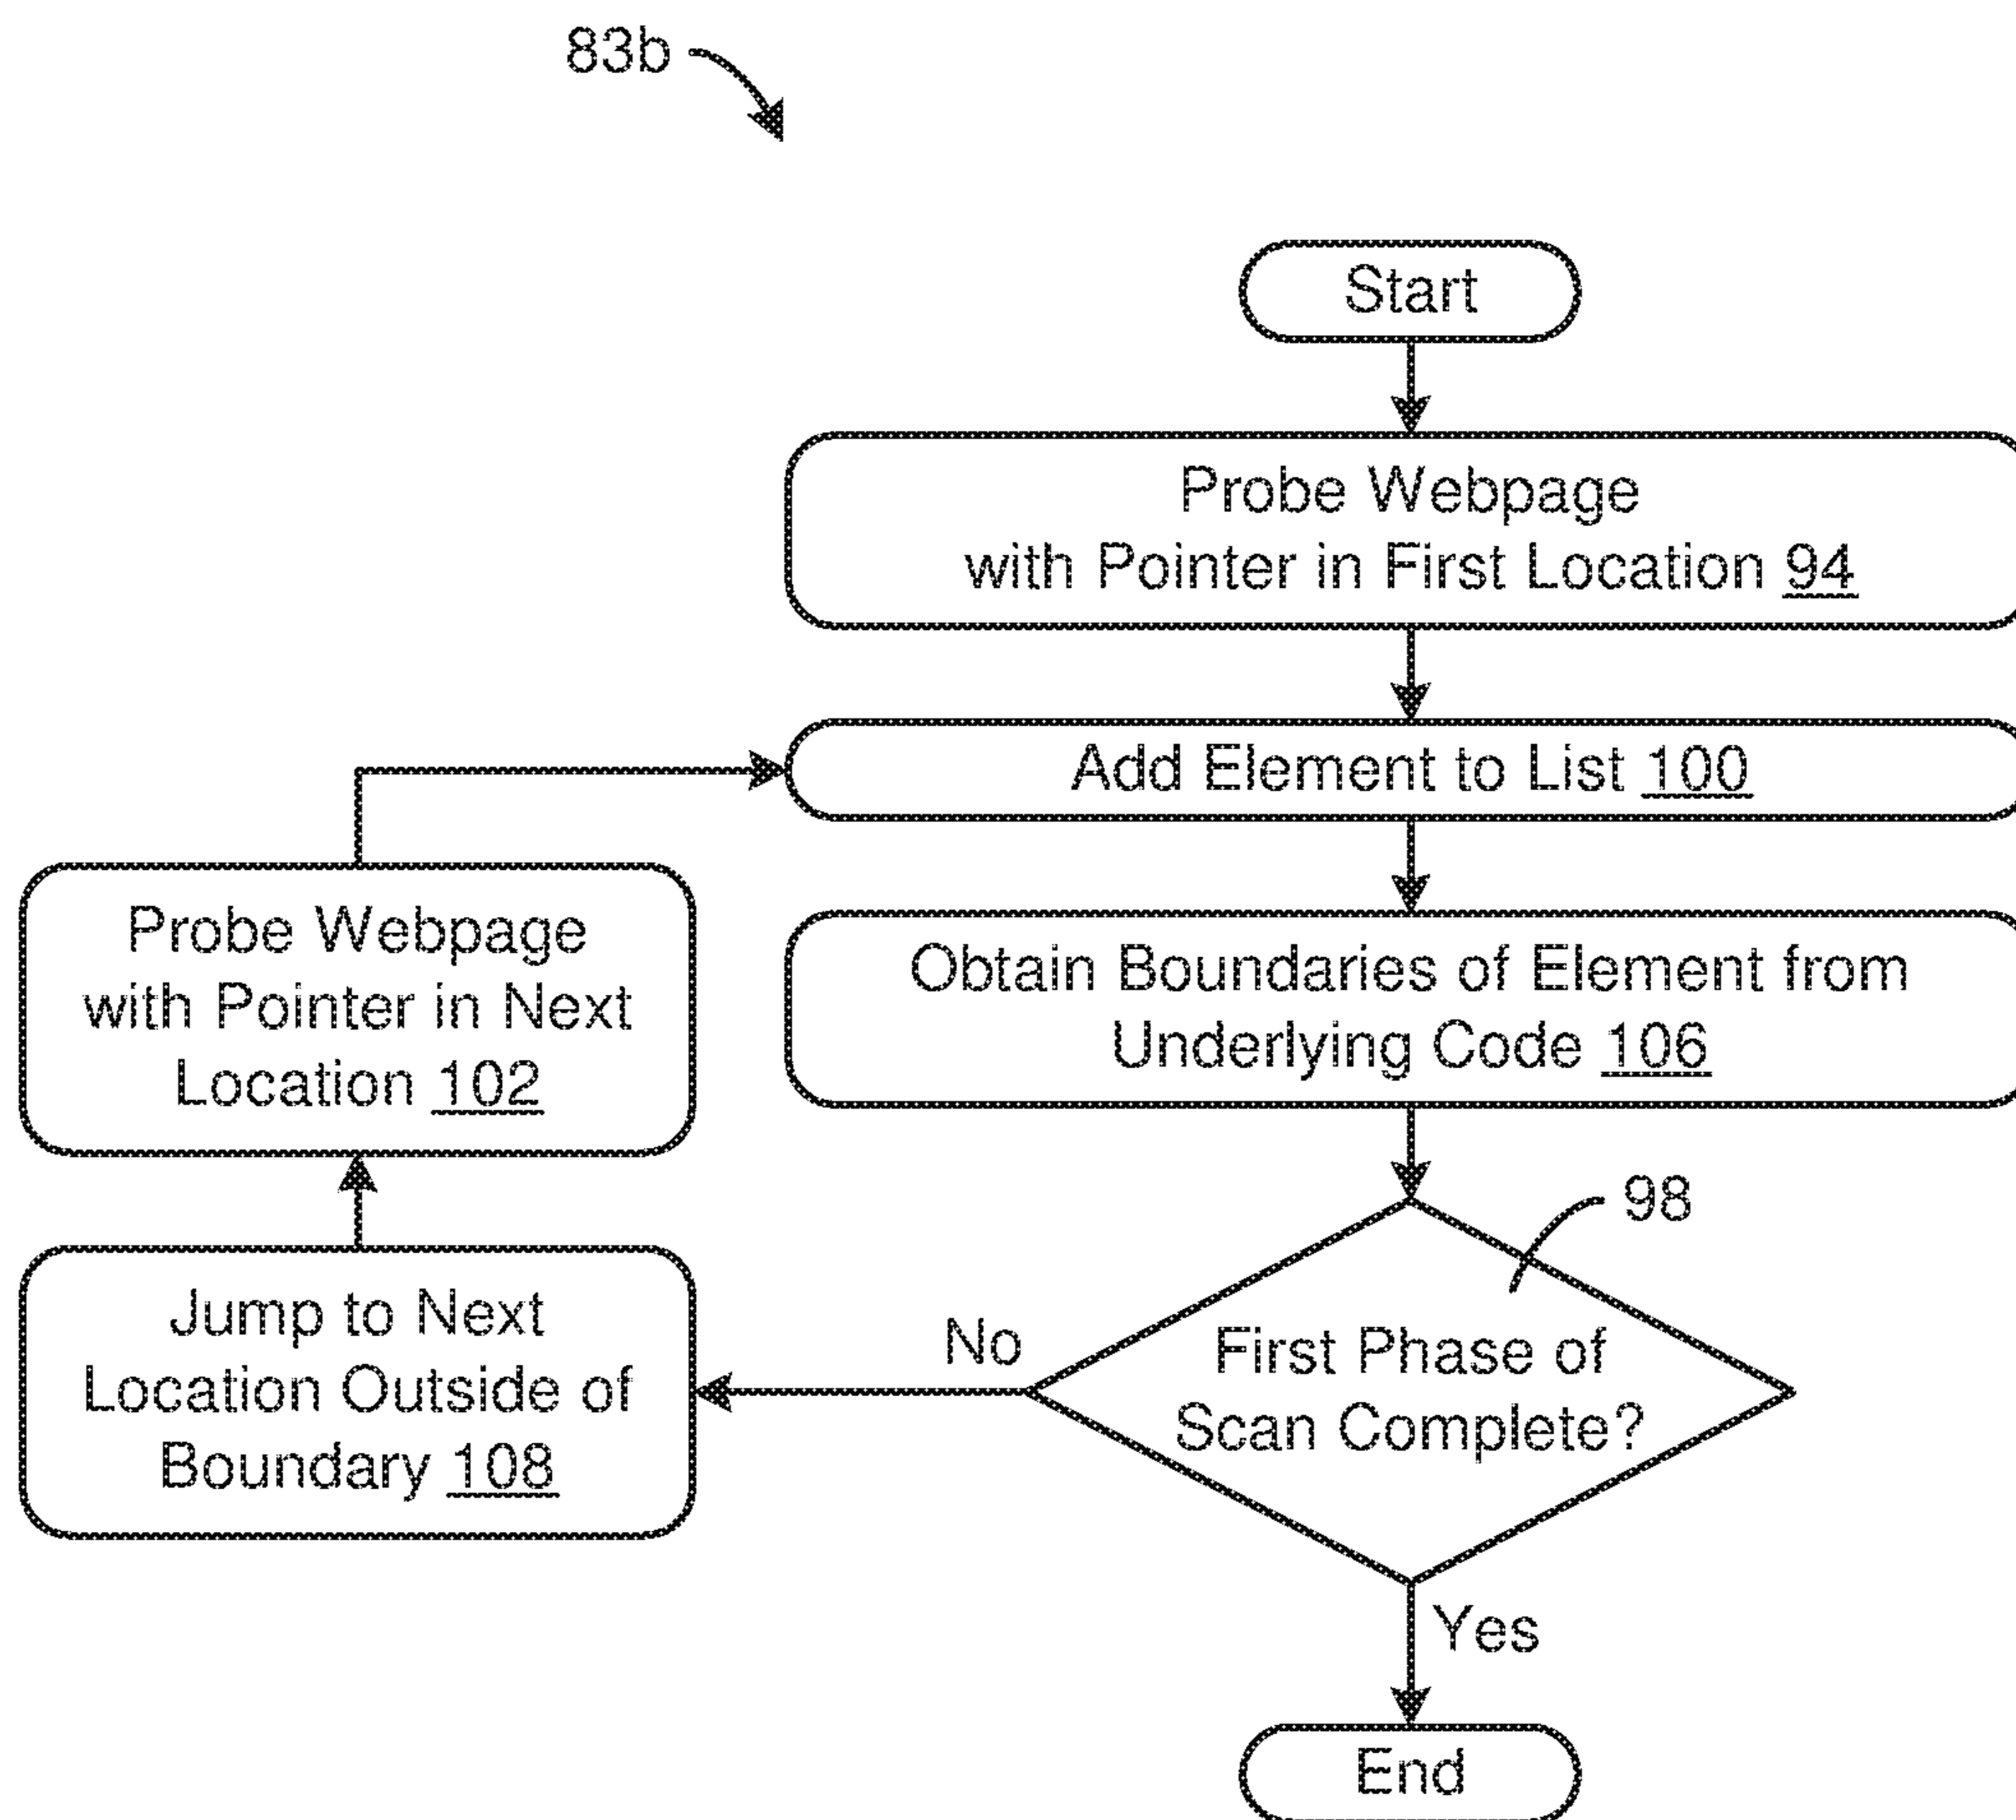 83b
Start
Probe Webpage
with Pointer in First Location 94
Add Element to List 100
Obtain Boundaries of Element from
Underlying Code 106
98
First Phase of
Scan Complete?
No
Jump to Next
Location Outside of
Boundary 108
Probe Webpage
with Pointer in Next
Location 102
Yes
End